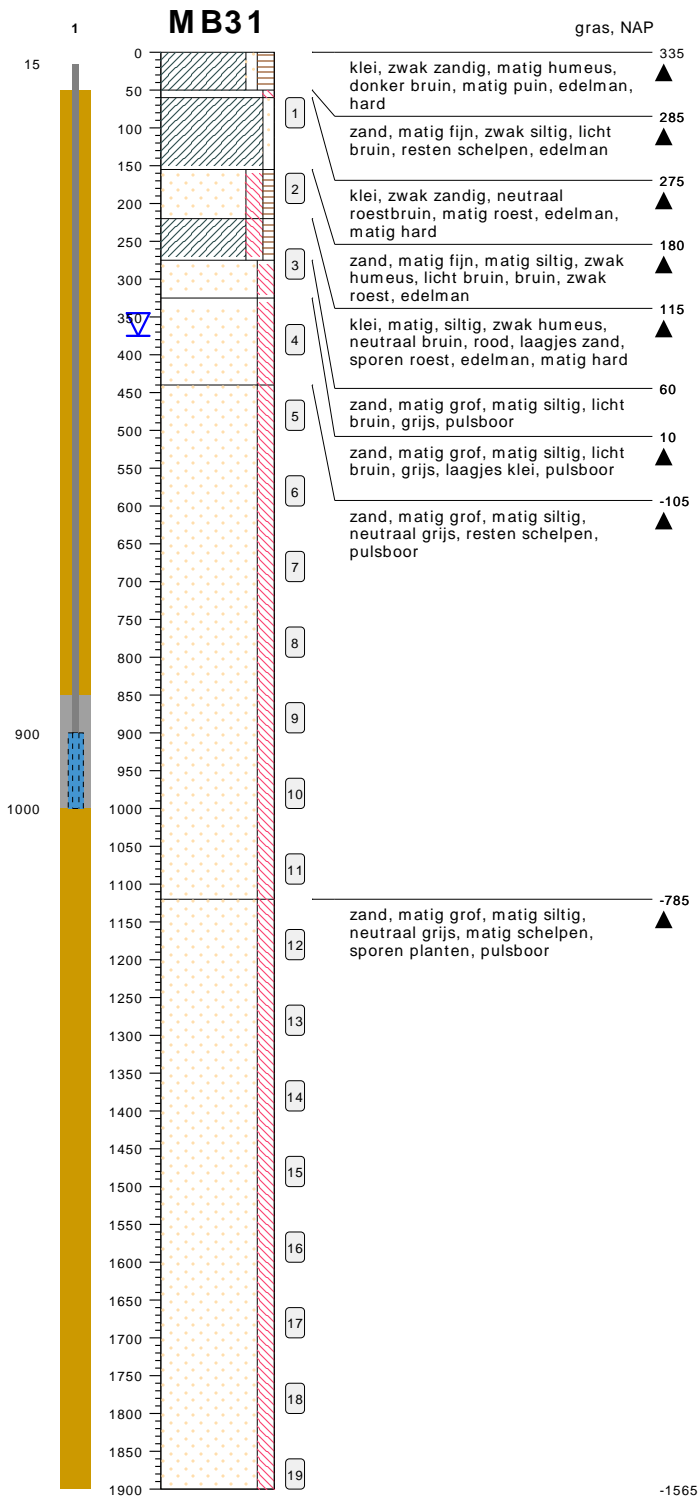 MB31
1
gras, NAP
15
900
1000
0
50
100
150
200
250
300
350
400
450
500
550
600
650
700
750
800
850
900
950
1000
1050
1100
1150
1200
1250
1300
1350
1400
1450
1500
1550
1600
1650
1700
1750
1800
1850
1900
1
2
3
4
5
6
7
8
9
10
11
12
13
14
15
16
17
18
19
335
klei, zwak zandig, matig humeus,
donker bruin, matig puin, edelman,
hard
285
zand, matig fijn, zwak siltig, licht
bruin, resten schelpen, edelman
275
klei, zwak zandig, neutraal
roestbruin, matig roest, edelman,
matig hard
180
zand, matig fijn, matig siltig, zwak
humeus, licht bruin, bruin, zwak
roest, edelman
115
klei, matig, siltig, zwak humeus,
neutraal bruin, rood, laagjes zand,
sporen roest, edelman, matig hard
60
zand, matig grof, matig siltig, licht
bruin, grijs, pulsboor
10
zand, matig grof, matig siltig, licht
bruin, grijs, laagjes klei, pulsboor
-105
zand, matig grof, matig siltig,
neutraal grijs, resten schelpen,
pulsboor
-785
zand, matig grof, matig siltig,
neutraal grijs, matig schelpen,
sporen planten, pulsboor
-1565